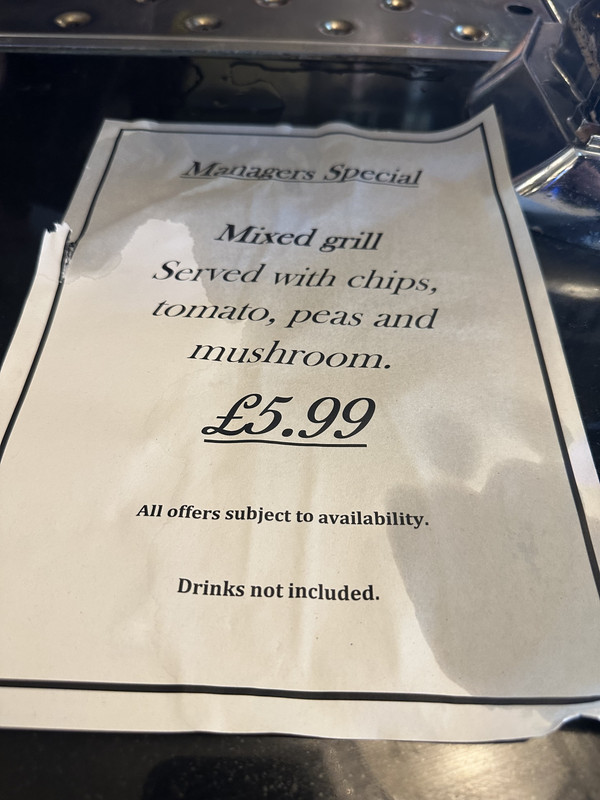 Managers Special
Mixed grill
Served with chips,
tomato, peas and
mushroom.
£5.99
All offers subject to availability.
Drinks not included.